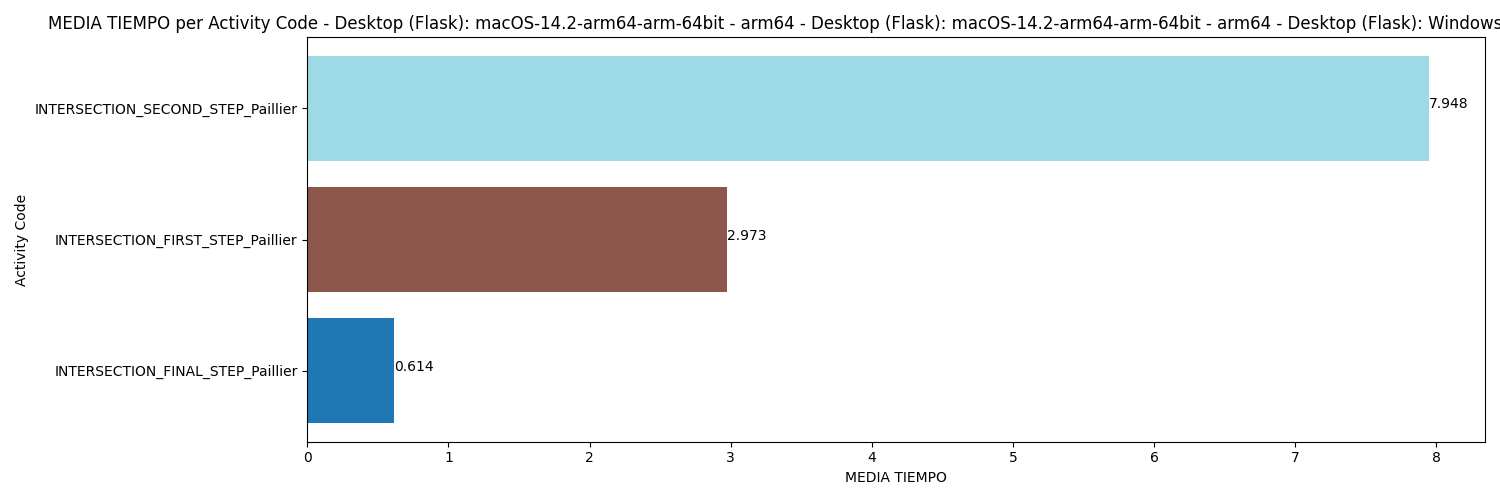 MEDIA TIEMPO per Activity Code - Desktop (Flask): macOS-14.2-arm64-arm-64bit - arm64 - Desktop (Flask): macOS-14.2-arm64-arm-64bit - arm64 - Desktop (Flask): Windows
INTERSECTION_SECOND_STEP_Paillier
7.948
INTERSECTION_FIRST_STEP_Paillier
2.973
INTERSECTION_FINAL_STEP_Paillier
0.614
Activity Code
0 1 2 3 4 5 6 7 8
MEDIA TIEMPO